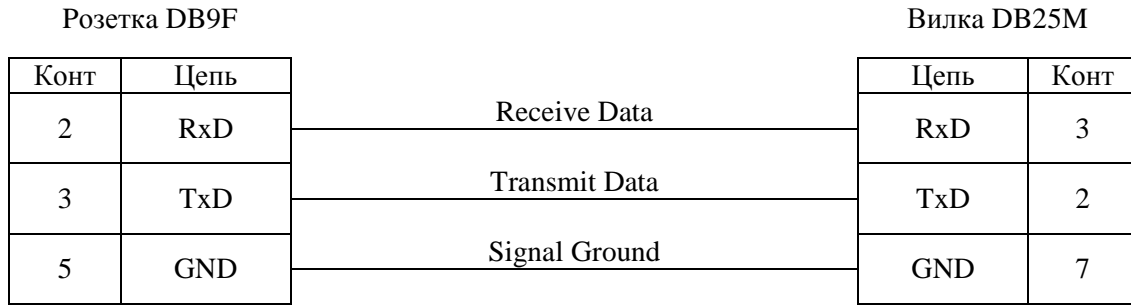 Розетка DB9F Вилка DB25M
Конт Цепь Цепь Конт
2 RxD Receive Data RxD 3
3 TxD Transmit Data TxD 2
5 GND Signal Ground GND 7